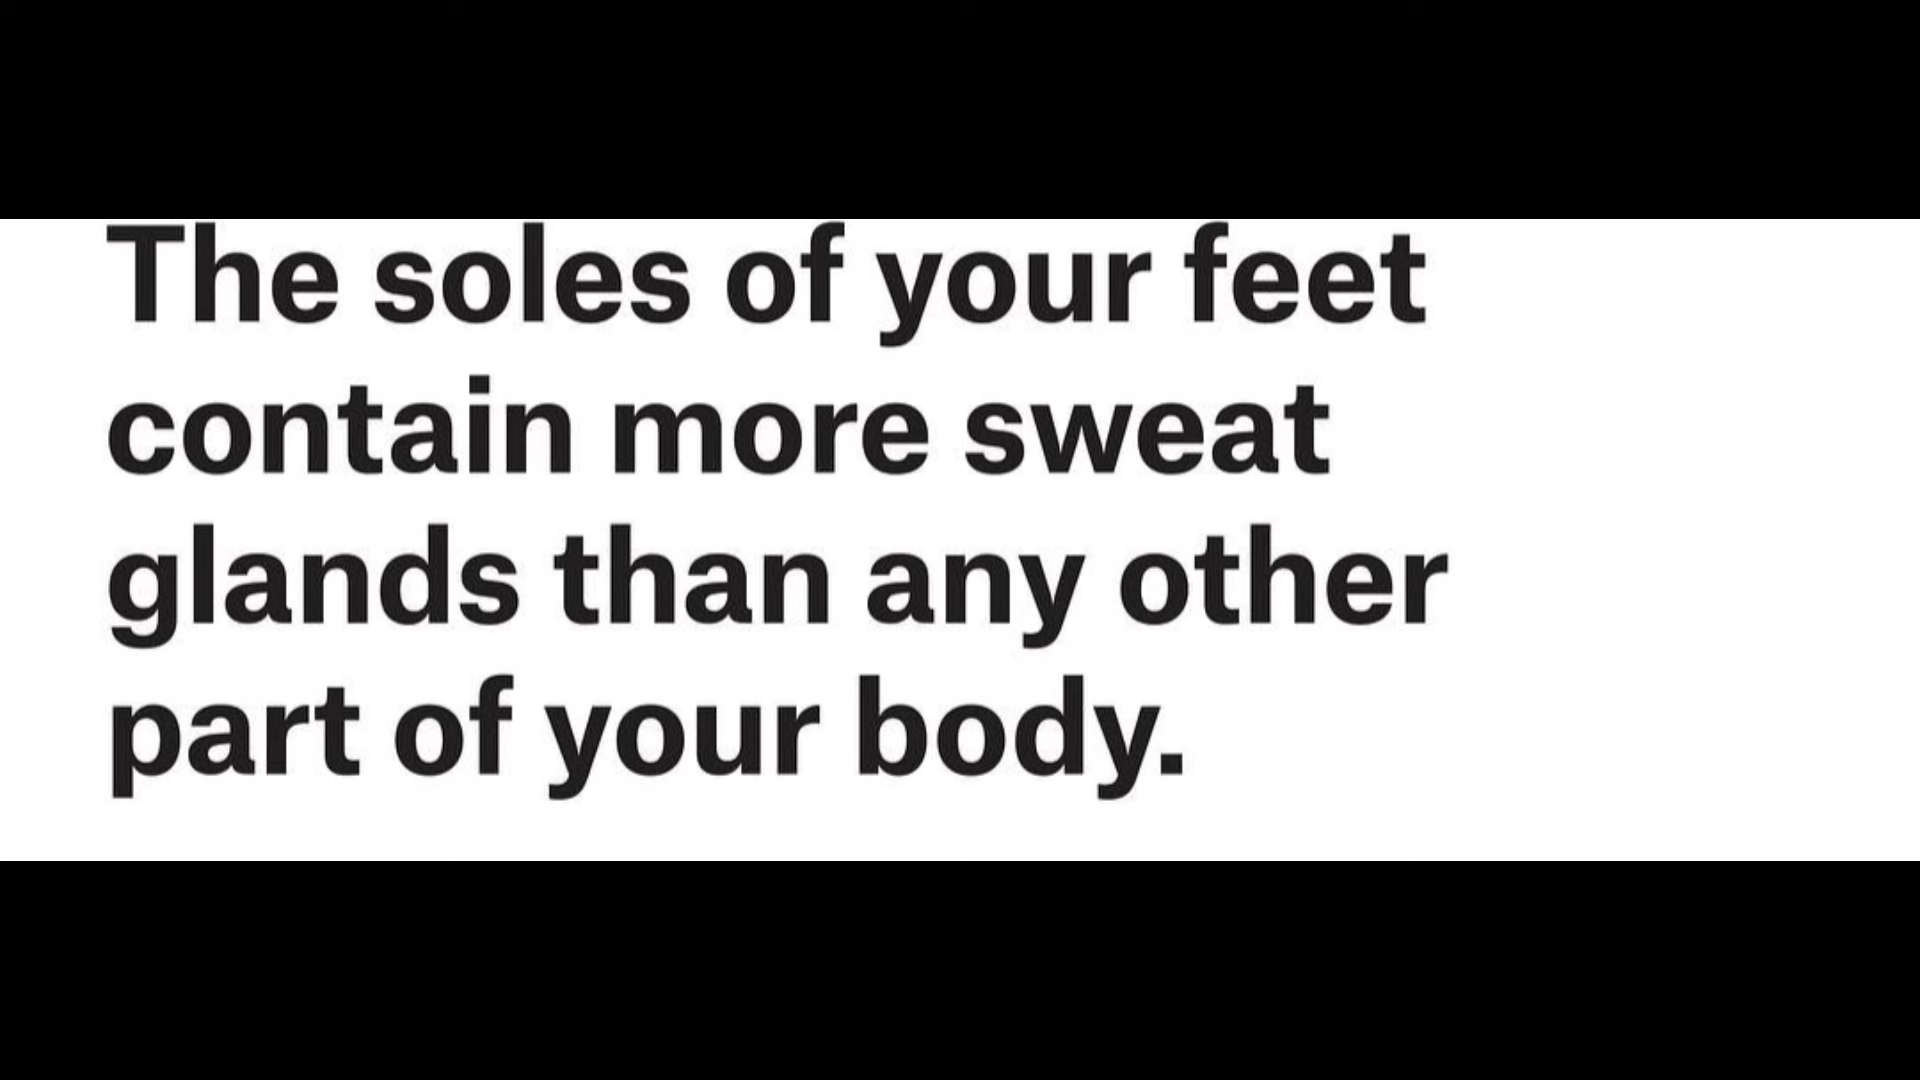 The soles of your feet
contain more sweat
glands than any other
part of your body.